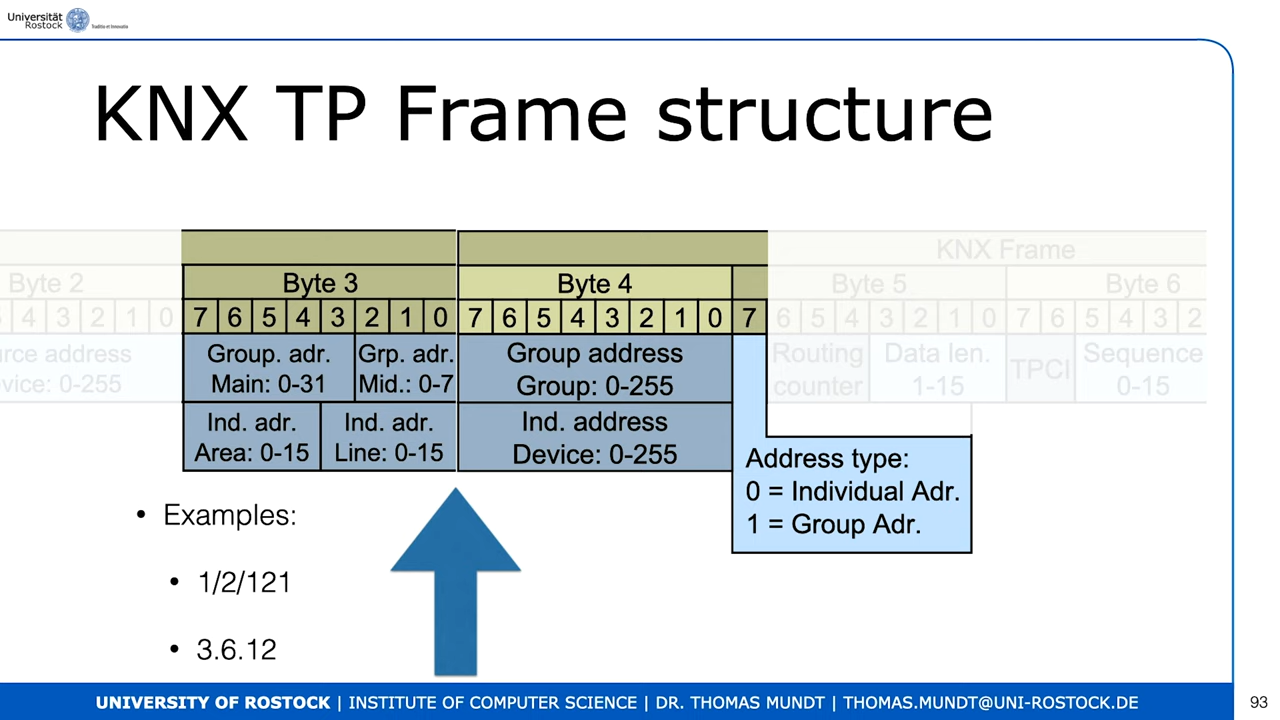 Universität
Rostock
Traditio et Innovatio
KNX TP Frame structure
KNX Frame
Byte 2
Byte 3
Byte 4
Byte 5
Byte 6
4 3 2 1 0 7 6 5 4 3 2 1 0 7 6 5 4 3 2 1 0 7 6 5 4 3 2 1 0 7 6 5 4 3 2
urce address
vice: 0-255
Group. adr.
Main: 0-31
Grp. adr.
Mid.: 0-7
Group address
Group: 0-255
Routing
counter
Data len.
1-15
TPCI
Sequence
0-15
Ind. adr.
Area: 0-15
Ind. adr.
Line: 0-15
Ind. address
Device: 0-255
Address type:
0 = Individual Adr.
1 = Group Adr.
• Examples:
• 1/2/121
• 3.6.12
UNIVERSITY OF ROSTOCK | INSTITUTE OF COMPUTER SCIENCE | DR. THOMAS MUNDT | THOMAS.MUNDT@UNI-ROSTOCK.DE
93